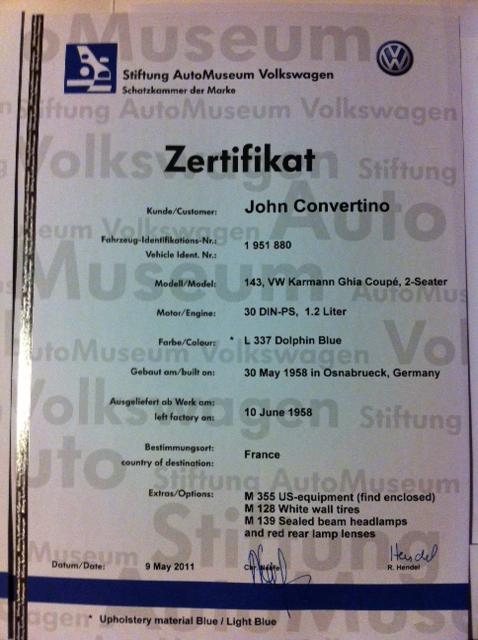 Stiftung AutoMuseum Volkswagen
Schatzkammer der Marke
Zertifikat
Kunde/Customer: John Convertino
Fahrzeug-Identifikations-Nr.: 1 951 880
Vehicle Ident. Nr.:
Modell/Model: 143, VW Karmann Ghia Coupé, 2-Seater
Motor/Engine: 30 DIN-PS, 1.2 Liter
Farbe/Colour: * L 337 Dolphin Blue
Gebaut am/built on: 30 May 1958 in Osnabrueck, Germany
Ausgeliefert ab Werk am:
left factory on: 10 June 1958
Bestimmungsort:
country of destination: France
Extras/Options: M 355 US-equipment (find enclosed)
M 128 White wall tires
M 139 Sealed beam headlamps
and red rear lamp lenses
Datum/Date: 9 May 2011
Hendel
R. Hendel
* Upholstery material Blue / Light Blue